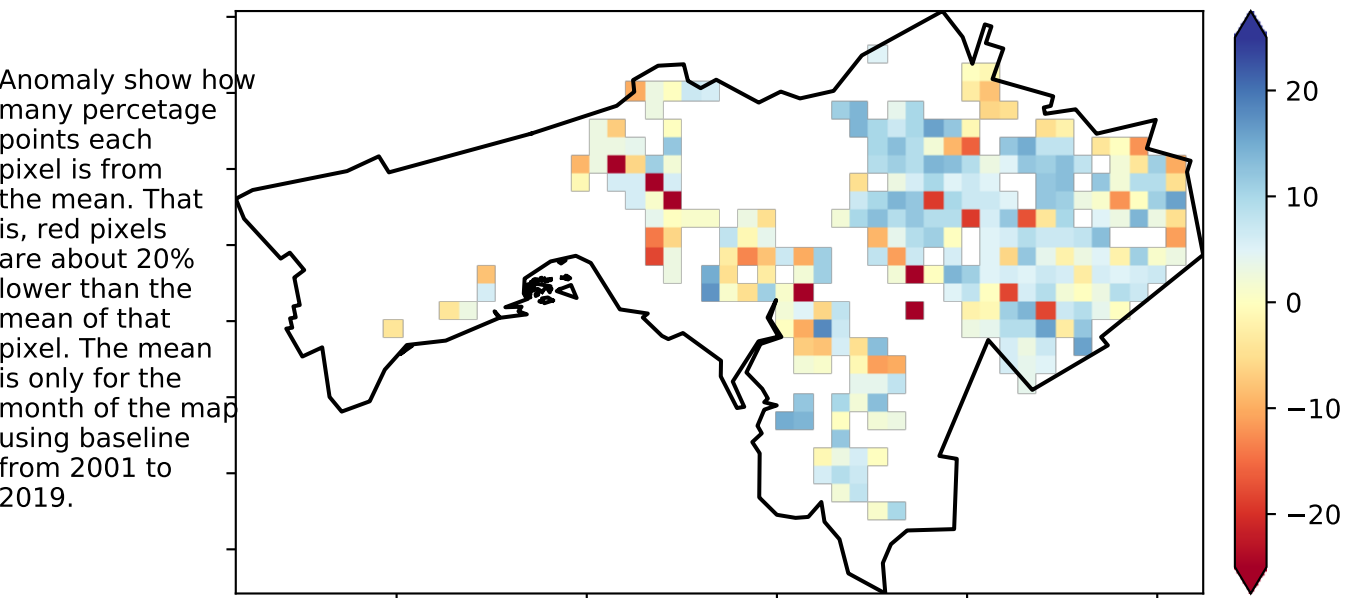 Anomaly show how
many percetage
points each
pixel is from
the mean. That
is, red pixels
are about 20%
lower than the
mean of that
pixel. The mean
is only for the
month of the map
using baseline
from 2001 to
2019.
20
10
0
−10
−20